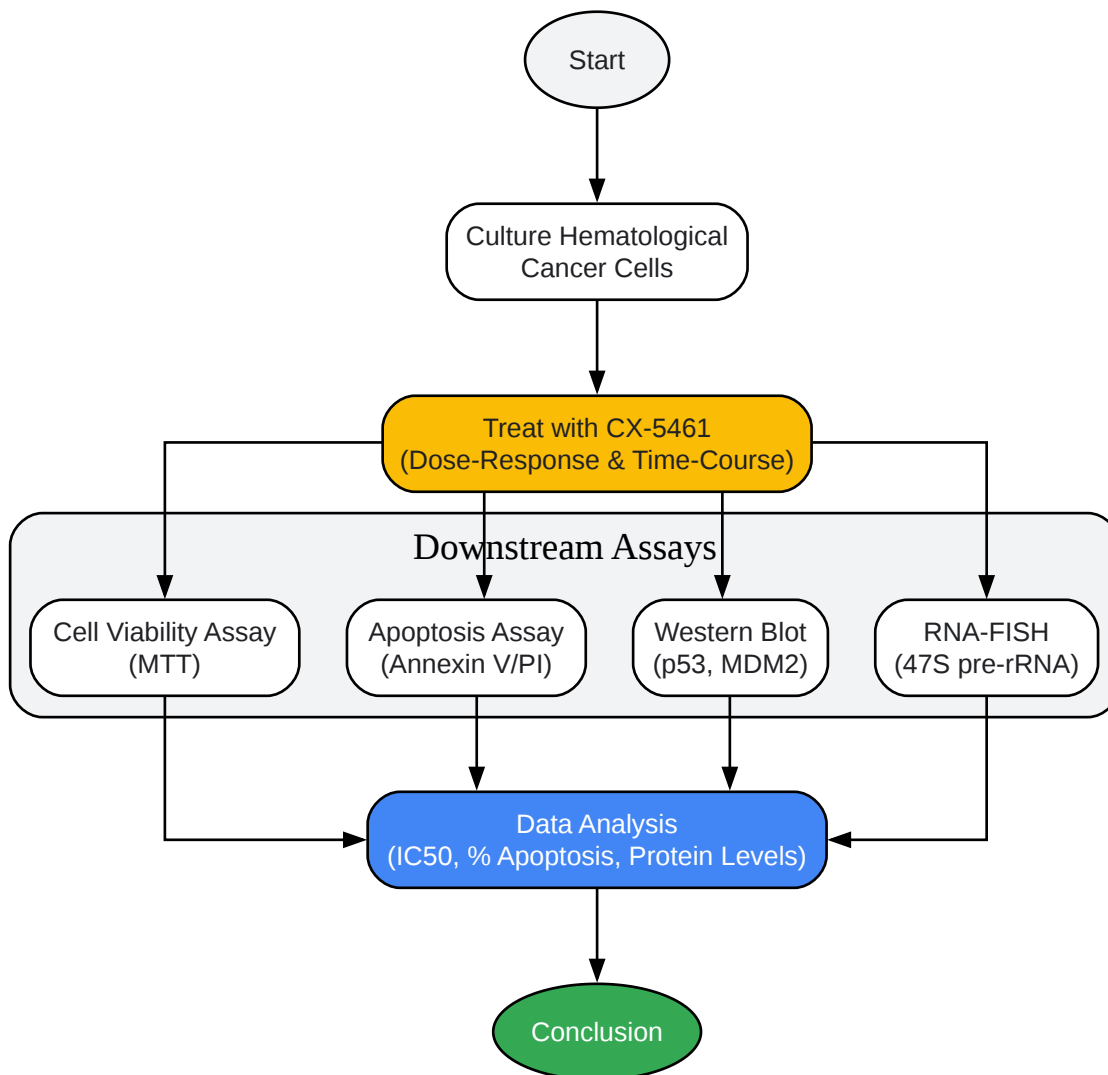 Start
Culture Hematological
Cancer Cells
Treat with CX-5461
(Dose-Response & Time-Course)
Downstream Assays
Cell Viability Assay
(MTT)
Apoptosis Assay
(Annexin V/PI)
Western Blot
(p53, MDM2)
RNA-FISH
(47S pre-rRNA)
Data Analysis
(IC50, % Apoptosis, Protein Levels)
Conclusion